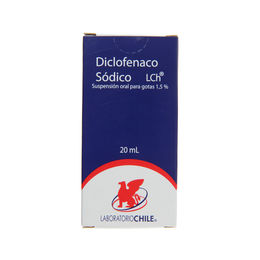 Diclofenaco
Sódico LCh®
Suspensión oral para gotas 1,5 %
20 mL
LABORATORIOCHILE®